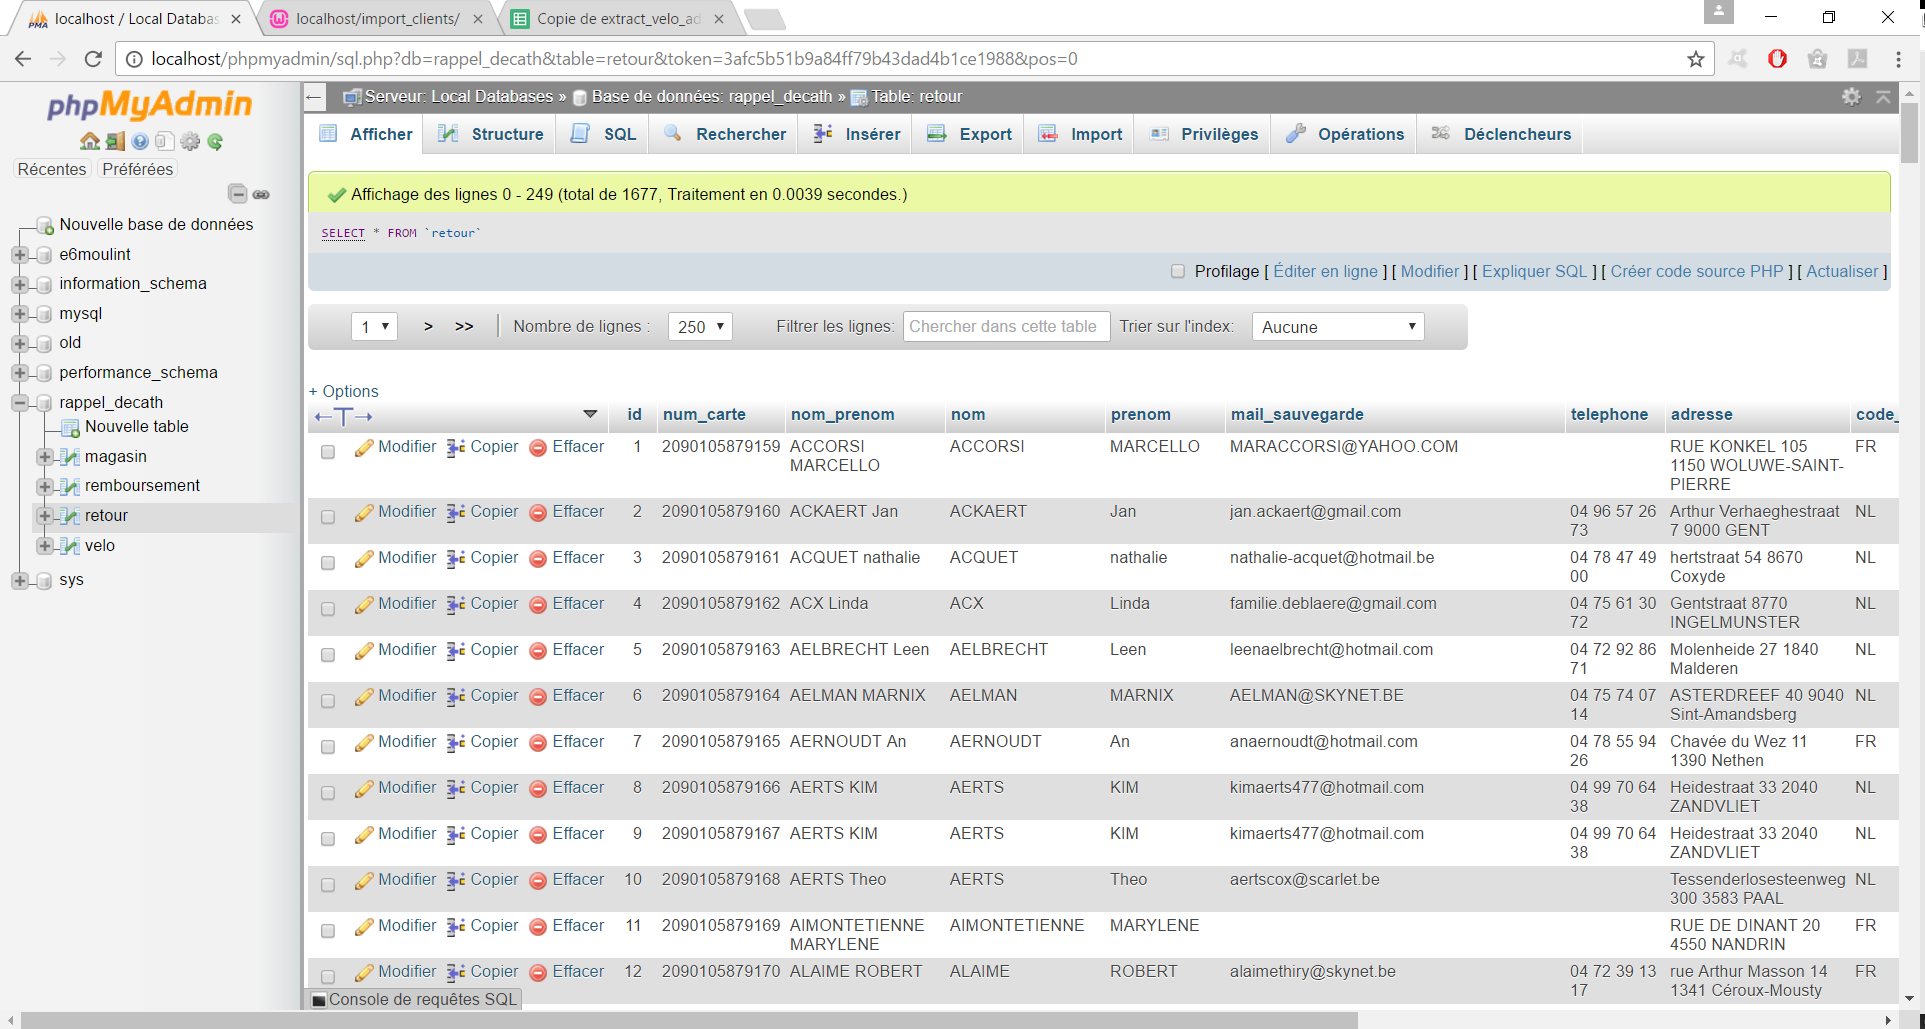 localhost / Local Databas
localhost/import_clients/
Copie de extract_velo_ad
localhost/phpmyadmin/sql.php?db=rappel_decath&table=retour&token=3afc5b51b9a84ff79b43dad4b1ce1988&pos=0
phpMyAdmin
Récentes Préférées
Nouvelle base de données
e6moulint
information_schema
mysql
old
performance_schema
rappel_decath
Nouvelle table
magasin
remboursement
retour
velo
sys
Serveur: Local Databases » Base de données: rappel_decath » Table: retour
Afficher Structure SQL Rechercher Insérer Export Import Privilèges Opérations Déclencheurs
Affichage des lignes 0 - 249 (total de 1677, Traitement en 0.0039 secondes.)
SELECT * FROM `retour`
Profilage [ Éditer en ligne ] [ Modifier ] [ Expliquer SQL ] [ Créer code source PHP ] [ Actualiser ]
1 > >> Nombre de lignes : 250 Filtrer les lignes: Chercher dans cette table Trier sur l'index: Aucune
+ Options
←T→ id num_carte nom_prenom nom prenom mail_sauvegarde telephone adresse code_
Modifier Copier Effacer 1 2090105879159 ACCORSI MARCELLO ACCORSI MARCELLO MARACCORSI@YAHOO.COM RUE KONKEL 105 1150 WOLUWE-SAINT-PIERRE FR
Modifier Copier Effacer 2 2090105879160 ACKAERT Jan ACKAERT Jan jan.ackaert@gmail.com 04 96 57 26 73 Arthur Verhaeghestraat 7 9000 GENT NL
Modifier Copier Effacer 3 2090105879161 ACQUET nathalie ACQUET nathalie nathalie-acquet@hotmail.be 04 78 47 49 00 hertstraat 54 8670 Coxyde NL
Modifier Copier Effacer 4 2090105879162 ACX Linda ACX Linda familie.deblaere@gmail.com 04 75 61 30 72 Gentstraat 8770 INGELMUNSTER NL
Modifier Copier Effacer 5 2090105879163 AELBRECHT Leen AELBRECHT Leen leenaelbrecht@hotmail.com 04 72 92 86 71 Molenheide 27 1840 Malderen NL
Modifier Copier Effacer 6 2090105879164 AELMAN MARNIX AELMAN MARNIX AELMAN@SKYNET.BE 04 75 74 07 14 ASTERDREEF 40 9040 Sint-Amandsberg NL
Modifier Copier Effacer 7 2090105879165 AERNOUDT An AERNOUDT An anaernoudt@hotmail.com 04 78 55 94 26 Chavée du Wez 11 1390 Nethen FR
Modifier Copier Effacer 8 2090105879166 AERTS KIM AERTS KIM kimaerts477@hotmail.com 04 99 70 64 38 Heidestraat 33 2040 ZANDVLIET NL
Modifier Copier Effacer 9 2090105879167 AERTS KIM AERTS KIM kimaerts477@hotmail.com 04 99 70 64 38 Heidestraat 33 2040 ZANDVLIET NL
Modifier Copier Effacer 10 2090105879168 AERTS Theo AERTS Theo aertscox@scarlet.be Tessenderlosesteenweg 300 3583 PAAL NL
Modifier Copier Effacer 11 2090105879169 AIMONTETIENNE MARYLENE AIMONTETIENNE MARYLENE RUE DE DINANT 20 4550 NANDRIN FR
Modifier Copier Effacer 12 2090105879170 ALAIME ROBERT ALAIME ROBERT alaimethiry@skynet.be 04 72 39 13 17 rue Arthur Masson 14 1341 Céroux-Mousty FR
Console de requêtes SQL